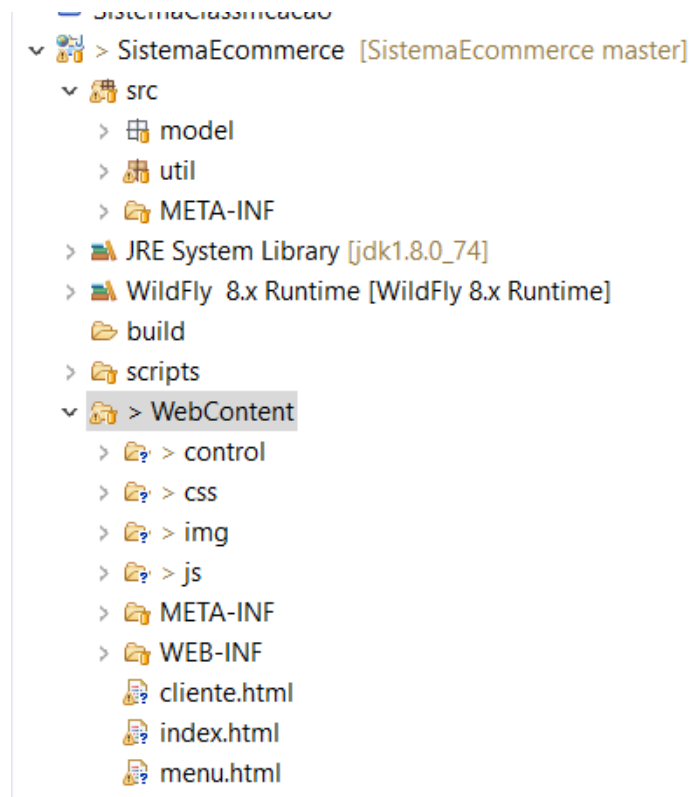 SistemaClassificacao
> SistemaEcommerce [SistemaEcommerce master]
src
model
util
META-INF
JRE System Library [jdk1.8.0_74]
WildFly 8.x Runtime [WildFly 8.x Runtime]
build
scripts
> WebContent
> control
> css
> img
> js
META-INF
WEB-INF
cliente.html
index.html
menu.html